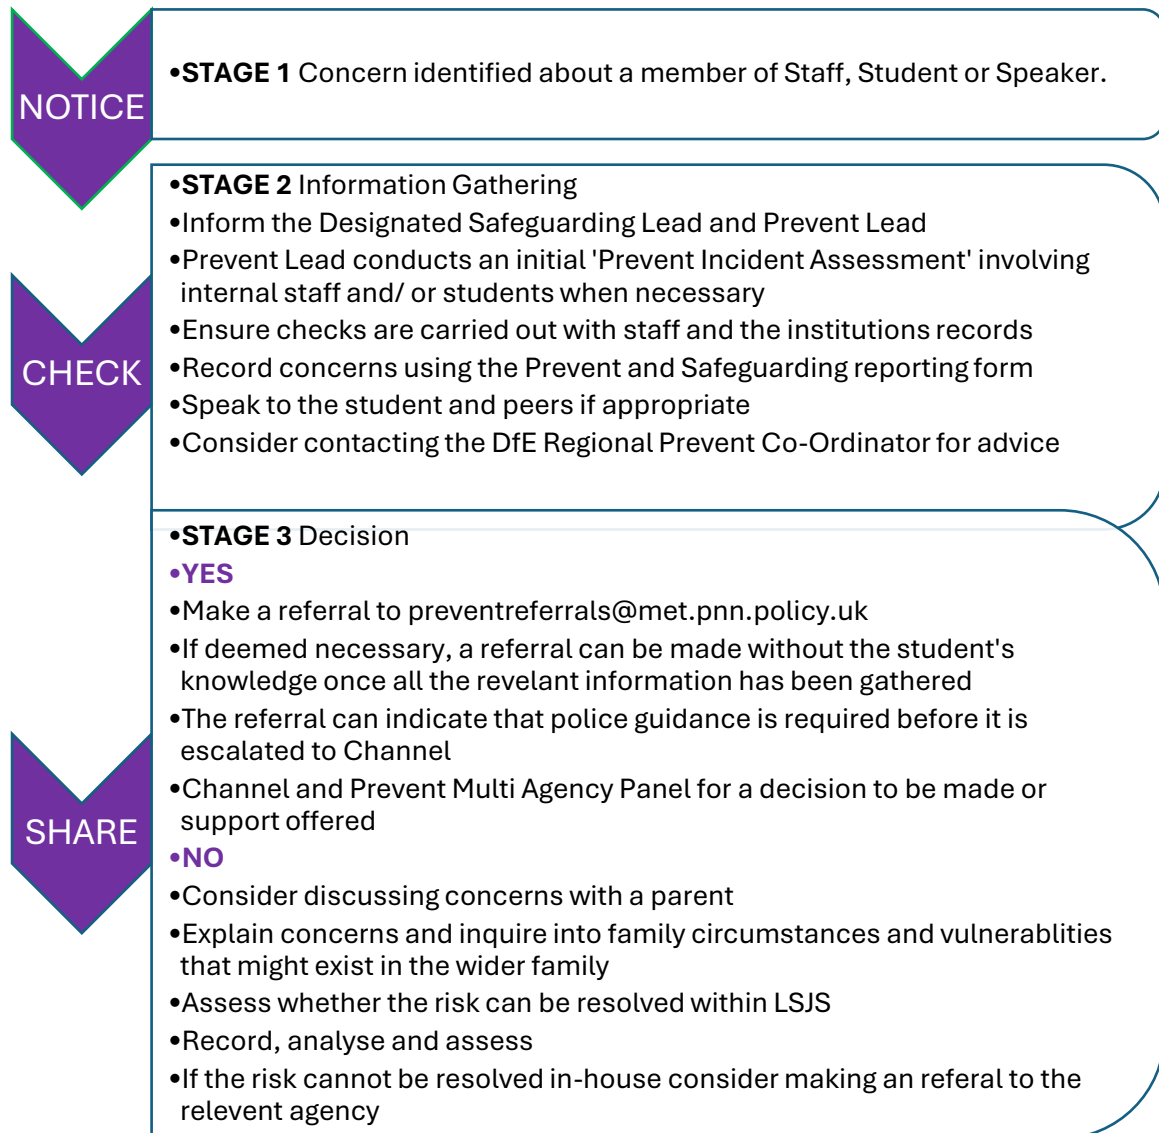 NOTICE
•STAGE 1 Concern identified about a member of Staff, Student or Speaker.
CHECK
•STAGE 2 Information Gathering
•Inform the Designated Safeguarding Lead and Prevent Lead
•Prevent Lead conducts an initial 'Prevent Incident Assessment' involving
internal staff and/ or students when necessary
•Ensure checks are carried out with staff and the institutions records
•Record concerns using the Prevent and Safeguarding reporting form
•Speak to the student and peers if appropriate
•Consider contacting the DfE Regional Prevent Co-Ordinator for advice
SHARE
•STAGE 3 Decision
•YES
•Make a referral to preventreferrals@met.pnn.policy.uk
•If deemed necessary, a referral can be made without the student's
knowledge once all the revelant information has been gathered
•The referral can indicate that police guidance is required before it is
escalated to Channel
•Channel and Prevent Multi Agency Panel for a decision to be made or
support offered
•NO
•Consider discussing concerns with a parent
•Explain concerns and inquire into family circumstances and vulnerablities
that might exist in the wider family
•Assess whether the risk can be resolved within LSJS
•Record, analyse and assess
•If the risk cannot be resolved in-house consider making an referal to the
relevent agency